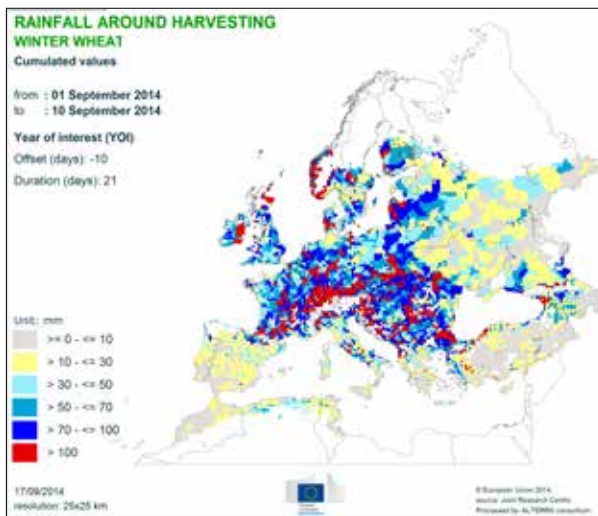 RAINFALL AROUND HARVESTING
WINTER WHEAT
Cumulated values
from : 01 September 2014
to : 10 September 2014
Year of interest (YOI)
Offset (days): -10
Duration (days): 21
Unit: mm
>= 0 - <= 10
> 10 - <= 30
> 30 - <= 50
> 50 - <= 70
> 70 - <= 100
> 100
17/09/2014
resolution: 25x25 km
© European Union 2014
source: Joint Research Centre
Processed by ALTERRA consortium